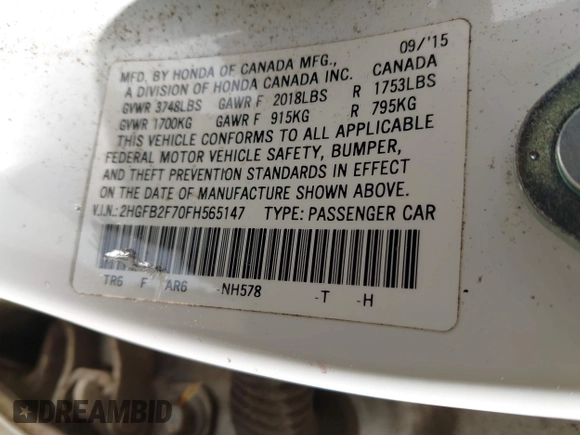 MFD. BY HONDA OF CANADA MFG., 09/'15
A DIVISION OF HONDA CANADA INC. CANADA
GVWR 3748LBS GAWR F 2018LBS R 1753LBS
GVWR 1700KG GAWR F 915KG R 795KG
THIS VEHICLE CONFORMS TO ALL APPLICABLE
FEDERAL MOTOR VEHICLE SAFETY, BUMPER,
AND THEFT PREVENTION STANDARDS IN EFFECT
ON THE DATE OF MANUFACTURE SHOWN ABOVE.
V.I.N.: 2HGFB2F70FH565147 TYPE: PASSENGER CAR
TR6 F AR6 -NH578 -T -H
DREAMBID